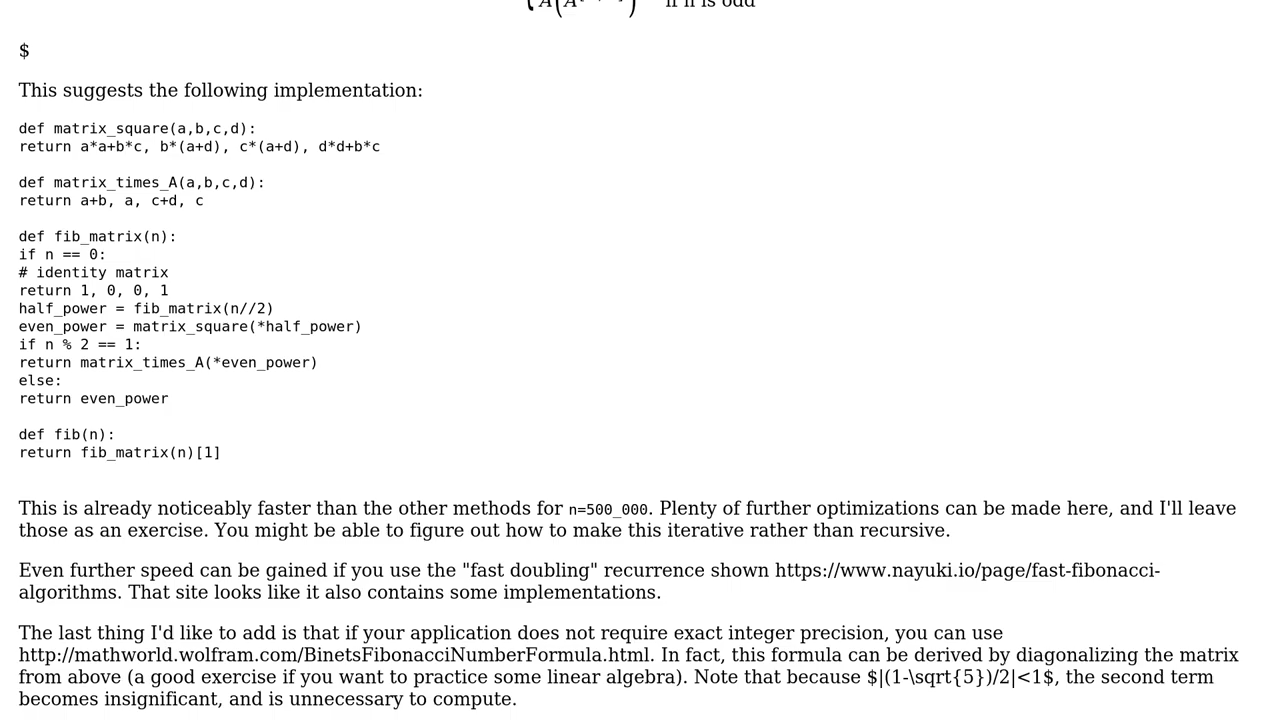 if n is odd
$
This suggests the following implementation:
def matrix_square(a,b,c,d):
return a*a+b*c, b*(a+d), c*(a+d), d*d+b*c
def matrix_times_A(a,b,c,d):
return a+b, a, c+d, c
def fib_matrix(n):
if n == 0:
# identity matrix
return 1, 0, 0, 1
half_power = fib_matrix(n//2)
even_power = matrix_square(*half_power)
if n % 2 == 1:
return matrix_times_A(*even_power)
else:
return even_power
def fib(n):
return fib_matrix(n)[1]
This is already noticeably faster than the other methods for n=500_000. Plenty of further optimizations can be made here, and I'll leave
those as an exercise. You might be able to figure out how to make this iterative rather than recursive.
Even further speed can be gained if you use the "fast doubling" recurrence shown https://www.nayuki.io/page/fast-fibonacci-
algorithms. That site looks like it also contains some implementations.
The last thing I'd like to add is that if your application does not require exact integer precision, you can use
http://mathworld.wolfram.com/BinetsFibonacciNumberFormula.html. In fact, this formula can be derived by diagonalizing the matrix
from above (a good exercise if you want to practice some linear algebra). Note that because $|(1-\sqrt{5})/2|<1$, the second term
becomes insignificant, and is unnecessary to compute.